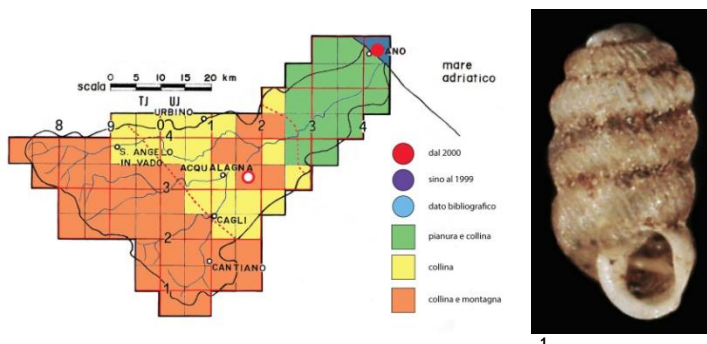 ANO
mare
adriatico
scala 0 5 10 15 20 km
TJ UJ
URBINO
8 9 0 1 2 3 4
4
S. ANGELO
IN VADO
ACQUALAGNA
3
CAGLI
2
CANTIANO
1
dal 2000
sino al 1999
dato bibliografico
pianura e collina
collina
collina e montagna
1